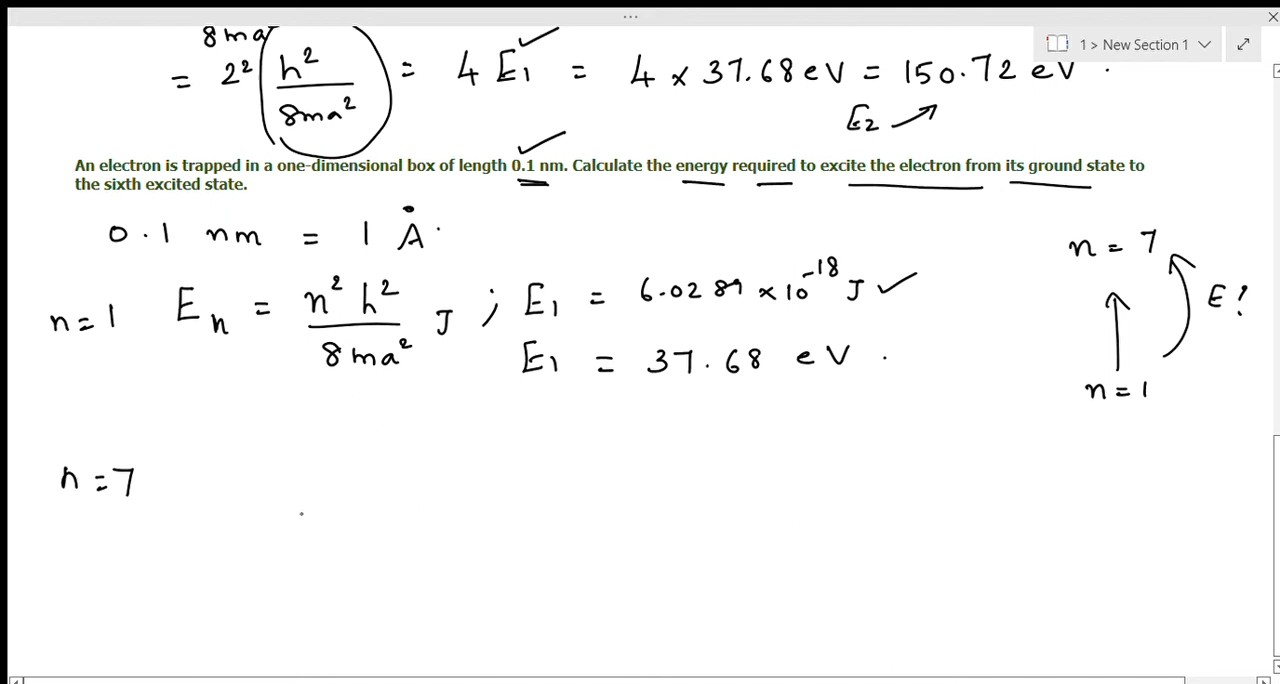 ...
1 > New Section 1
8ma
= 2² (h²/8ma²) = 4 E₁ = 4 × 37.68 eV = 150.72 eV .
E₂
An electron is trapped in a one-dimensional box of length 0.1 nm. Calculate the energy required to excite the electron from its ground state to
the sixth excited state.
0.1 nm = 1 Å.
n = 7
n=1 Eₙ = n²h²/8ma² J ; E₁ = 6.0289 × 10⁻¹⁸ J
E ?
E₁ = 37.68 eV .
n = 1
n = 7